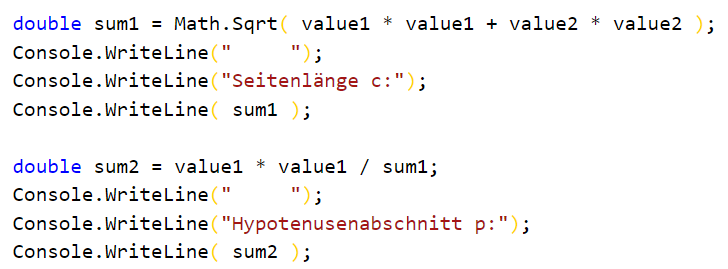 double sum1 = Math.Sqrt( value1 * value1 + value2 * value2 );
Console.WriteLine("     ");
Console.WriteLine("Seitenlänge c:");
Console.WriteLine( sum1 );

double sum2 = value1 * value1 / sum1;
Console.WriteLine("     ");
Console.WriteLine("Hypotenusenabschnitt p:");
Console.WriteLine( sum2 );